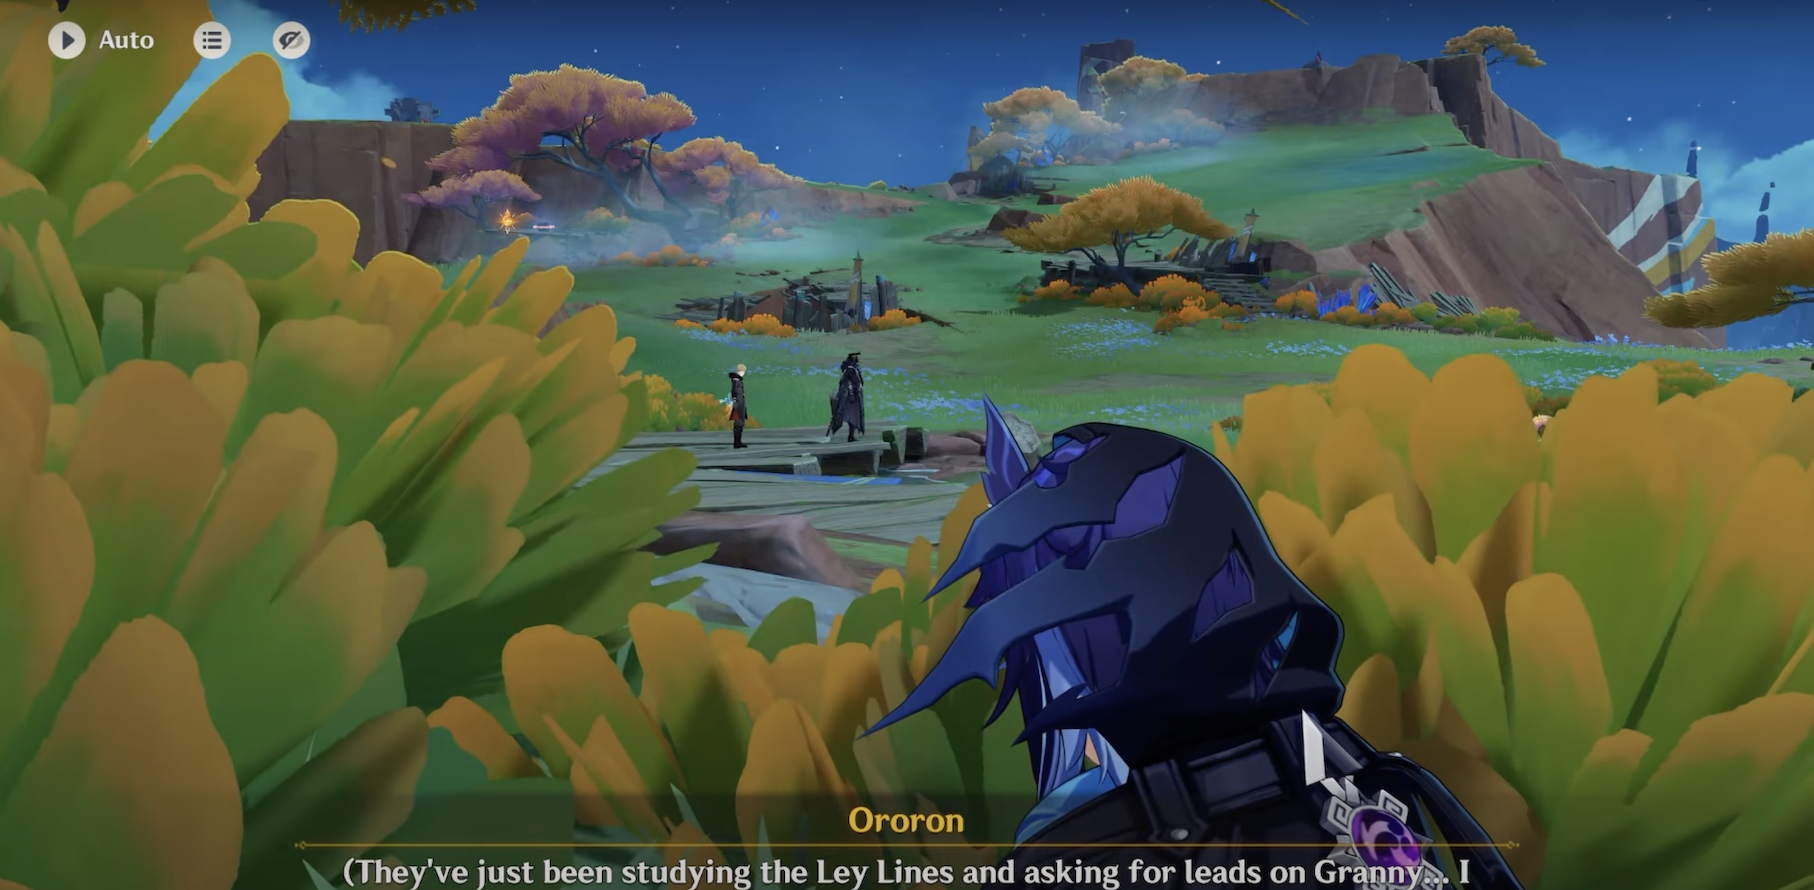 Auto
Ororon
(They've just been studying the Ley Lines and asking for leads on Granny... I